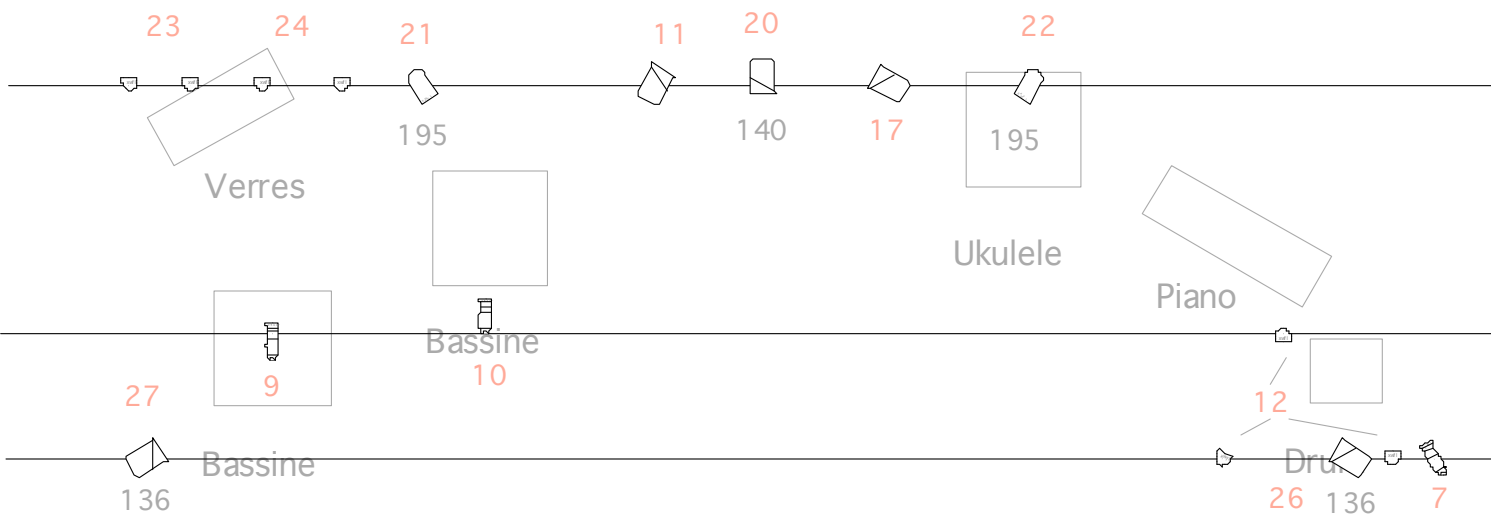 23 24 21 11 20 22
195 140 17 195
Verres
Ukulele
Piano
Bassine
9 10
27 12
Bassine Dru
136 26 136 7